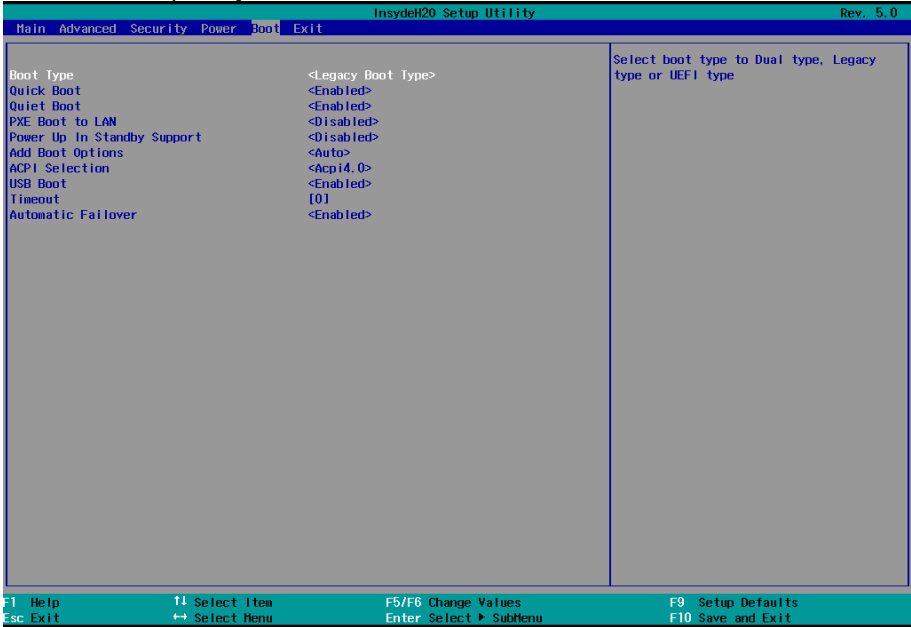 InsydeH20 Setup Utility Rev. 5.0
Main Advanced Security Power Boot Exit
Boot Type <Legacy Boot Type>
Quick Boot <Enabled>
Quiet Boot <Enabled>
PXE Boot to LAN <Disabled>
Power Up In Standby Support <Disabled>
Add Boot Options <Auto>
ACPI Selection <Acpi4.0>
USB Boot <Enabled>
Timeout [0]
Automatic Failover <Enabled>
Select boot type to Dual type, Legacy
type or UEFI type
F1 Help ↑↓ Select Item F5/F6 Change Values F9 Setup Defaults
Esc Exit ↔ Select Menu Enter Select ▶ SubMenu F10 Save and Exit